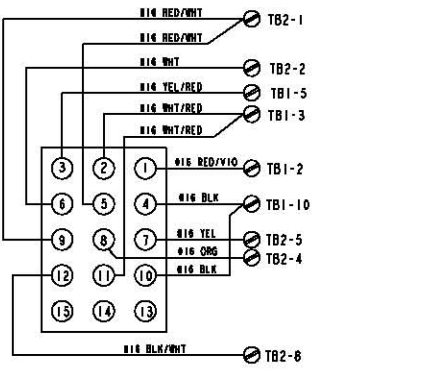 #16 RED/WHT TB2-1
#16 RED/WHT
#16 WHT TB2-2
#16 YEL/RED TB1-5
#16 WHT/RED TB1-3
#16 WHT/RED
3 2 1 #16 RED/VIO TB1-2
6 5 4 #16 BLK TB1-10
9 8 7 #16 YEL TB2-5
#16 ORG TB2-4
12 11 10 #16 BLK
15 14 13
#16 BLK/WHT TB2-8